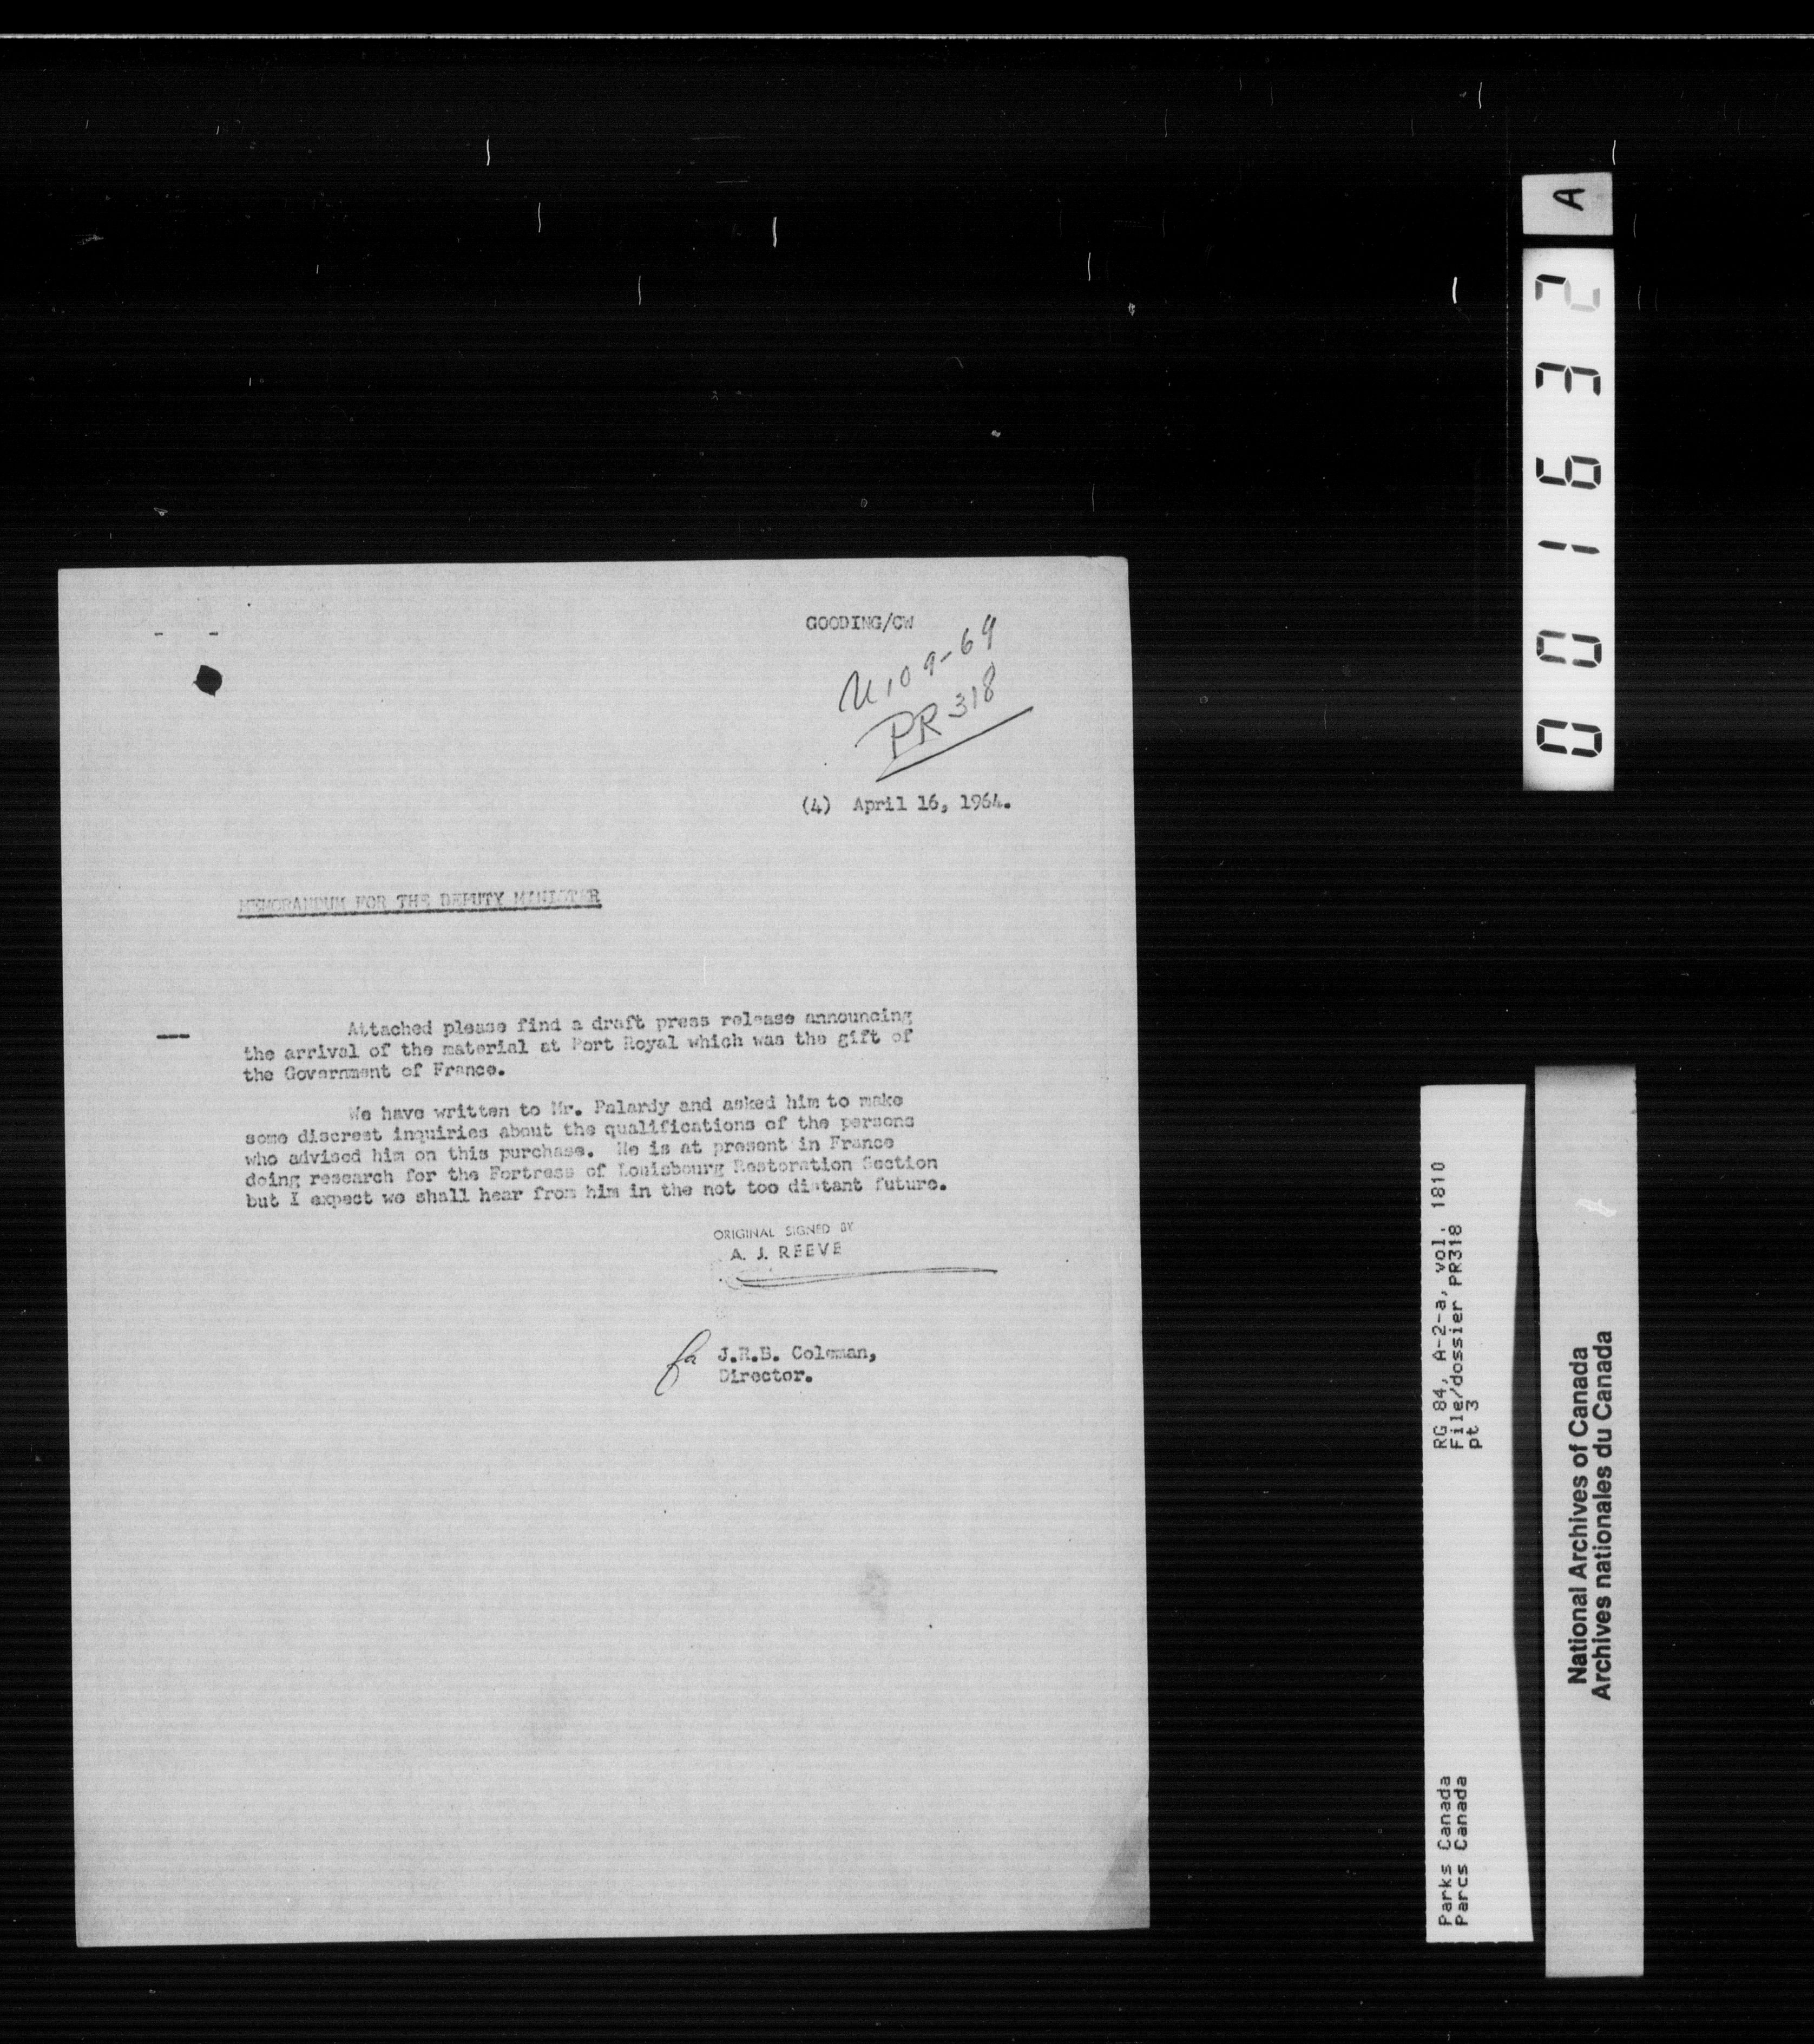 GOODING/CW
U109-69
PR318
(4) April 16, 1964.
MEMORANDUM FOR THE DEPUTY MINISTER
Attached please find a draft press release announcing
the arrival of the material at Port Royal which was the gift of
the Government of France.
We have written to Mr. Palardy and asked him to make
some discreet inquiries about the qualifications of the persons
who advised him on this purchase. He is at present in France
doing research for the Fortress of Louisbourg Restoration Section
but I expect we shall hear from him in the not too distant future.
ORIGINAL SIGNED BY
A. J. REEVE
for J.R.B. Coleman,
Director.
A
001632
RG 84, A-2-a, vol. 1810
File/dossier PR318
pt 3
Parks Canada
Parcs Canada
National Archives of Canada
Archives nationales du Canada